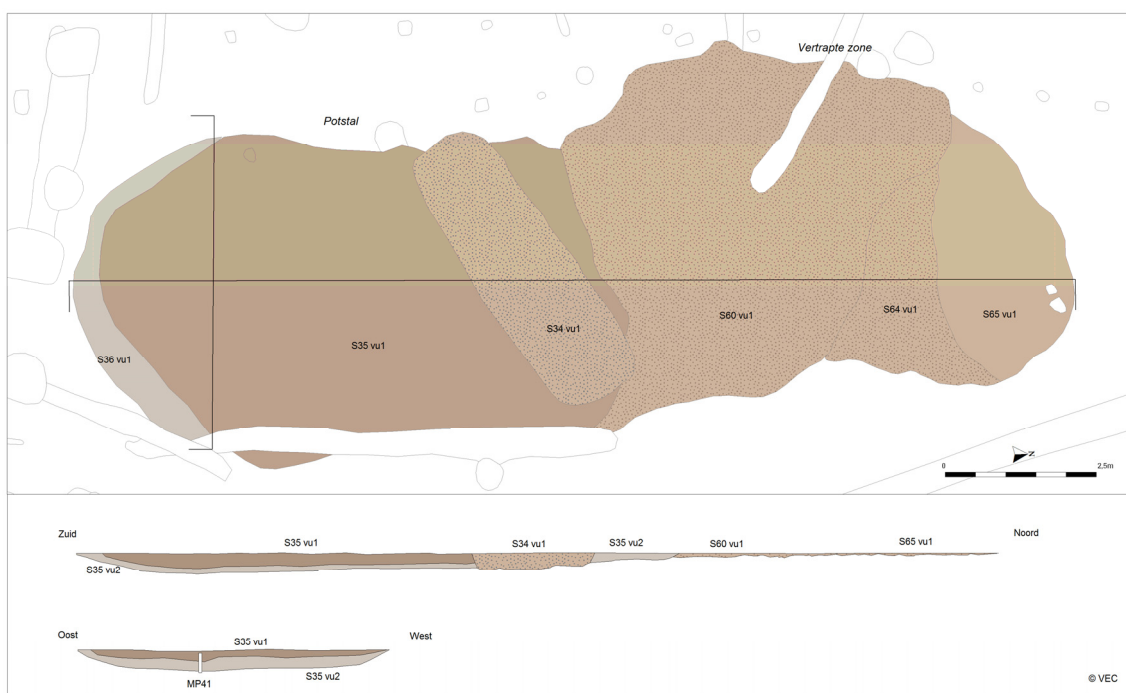 Vertrapte zone
Potstal
S36 vu1
S35 vu1
S34 vu1
S60 vu1
S64 vu1
S65 vu1
N
0 2,5m
Zuid
Noord
S35 vu1
S34 vu1
S35 vu2
S60 vu1
S65 vu1
S35 vu2
Oost
West
S35 vu1
S35 vu2
MP41
© VEC